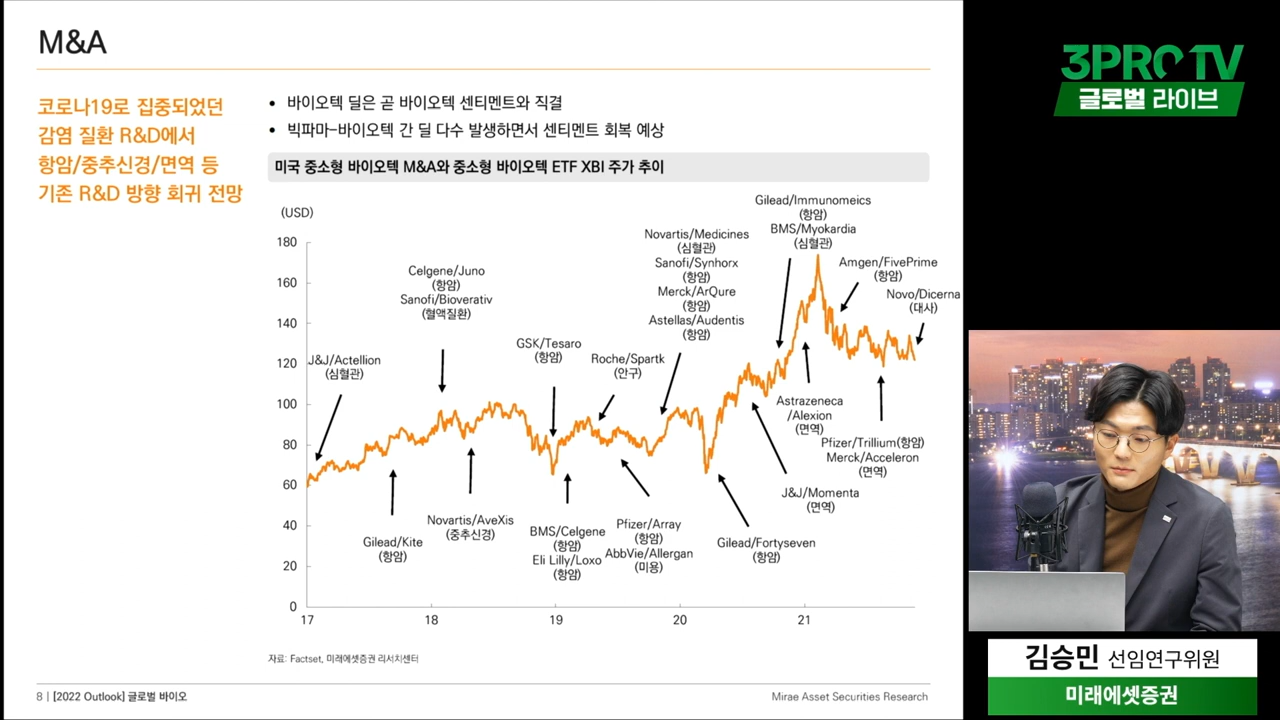 M&A
코로나19로 집중되었던
감염 질환 R&D에서
항암/중추신경/면역 등
기존 R&D 방향 회귀 전망
• 바이오텍 딜은 곧 바이오텍 센티멘트와 직결
• 빅파마-바이오텍 간 딜 다수 발생하면서 센티멘트 회복 예상
미국 중소형 바이오텍 M&A와 중소형 바이오텍 ETF XBI 주가 추이
(USD)
180
160
140
120
100
80
60
40
20
0
17
18
19
20
21
J&J/Actellion
(심혈관)
Gilead/Kite
(항암)
Celgene/Juno
(항암)
Sanofi/Bioverativ
(혈액질환)
Novartis/AveXis
(중추신경)
GSK/Tesaro
(항암)
BMS/Celgene
(항암)
Eli Lilly/Loxo
(항암)
Roche/Spartk
(안구)
Pfizer/Array
(항암)
AbbVie/Allergan
(미용)
Novartis/Medicines
(심혈관)
Sanofi/Synhorx
(항암)
Merck/ArQure
(항암)
Astellas/Audentis
(항암)
Gilead/Fortyseven
(항암)
J&J/Momenta
(면역)
Gilead/Immunomeics
(항암)
BMS/Myokardia
(심혈관)
Astrazeneca
/Alexion
(면역)
Amgen/FivePrime
(항암)
Pfizer/Trillium(항암)
Merck/Acceleron
(면역)
Novo/Dicerna
(대사)
자료: Factset, 미래에셋증권 리서치센터
8 | [2022 Outlook] 글로벌 바이오
Mirae Asset Securities Research
3PRO TV
글로벌 라이브
김승민 선임연구위원
미래에셋증권